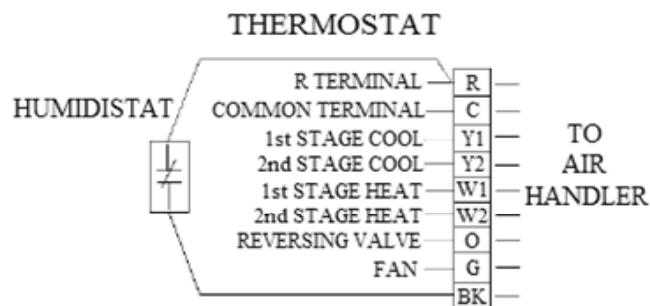 THERMOSTAT
HUMIDISTAT
R TERMINAL R
COMMON TERMINAL C
1st STAGE COOL Y1
2nd STAGE COOL Y2
1st STAGE HEAT W1
2nd STAGE HEAT W2
REVERSING VALVE O
FAN G
BK
TO
AIR
HANDLER